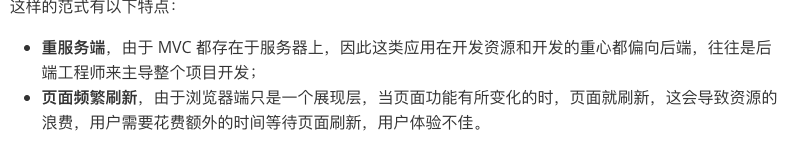 这样的范式有以下特点：
重服务端，由于 MVC 都存在于服务器上，因此这类应用在开发资源和开发的重心都偏向后端，往往是后
端工程师来主导整个项目开发；
页面频繁刷新，由于浏览器端只是一个展现层，当页面功能有所变化的时，页面就刷新，这会导致资源的
浪费，用户需要花费额外的时间等待页面刷新，用户体验不佳。